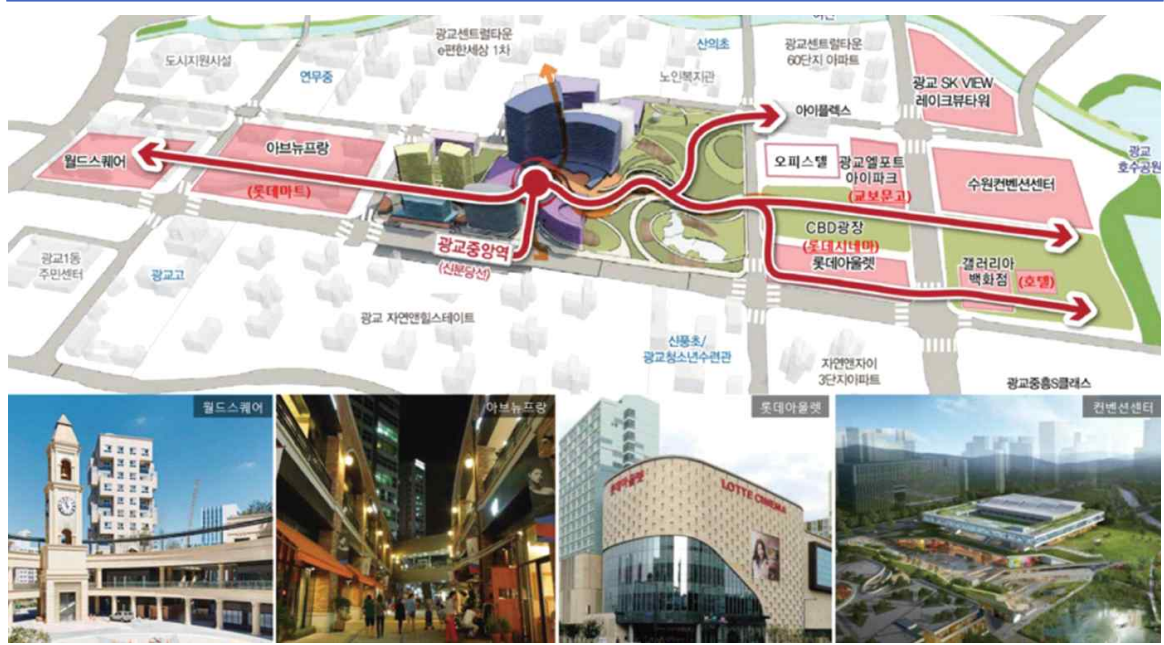 광교센트럴타운
e편한세상 1차
산의초
광교센트럴타운
60단지 아파트
도시지원시설
연무중
노인복지관
광교 SK VIEW
레이크뷰타워
아이플렉스
월드스퀘어
아브뉴프랑
(롯데마트)
오피스텔
광교엘포트
아이파크
(교보문고)
수원컨벤션센터
광교
호수공원
CBD광장
(롯데시네마)
롯데아울렛
광교중앙역
(신분당선)
갤러리아
백화점
(호텔)
광교1동
주민센터
광교고
광교 자연앤힐스테이트
신풍초/
광교청소년수련관
자연앤자이
3단지아파트
광교중흥S클래스
월드스퀘어
아브뉴프랑
롯데아울렛
컨벤션센터
롯데아울렛
LOTTE CINEMA